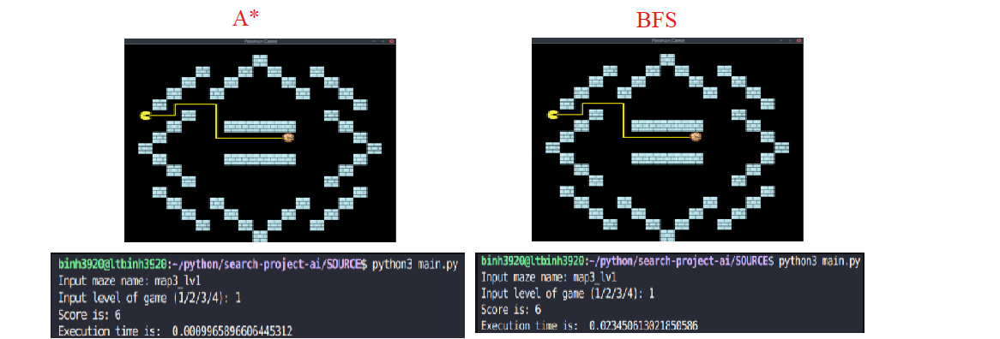 A*
BFS
Pacman Game
Pacman Game
binh3920@ltbinh3920:~/python/search-project-ai/SOURCE$ python3 main.py
Input maze name: map3_lv1
Input level of game (1/2/3/4): 1
Score is: 6
Execution time is:  0.0009965896606445312
binh3920@ltbinh3920:~/python/search-project-ai/SOURCE$ python3 main.py
Input maze name: map3_lv1
Input level of game (1/2/3/4): 1
Score is: 6
Execution time is:  0.023450613021850586